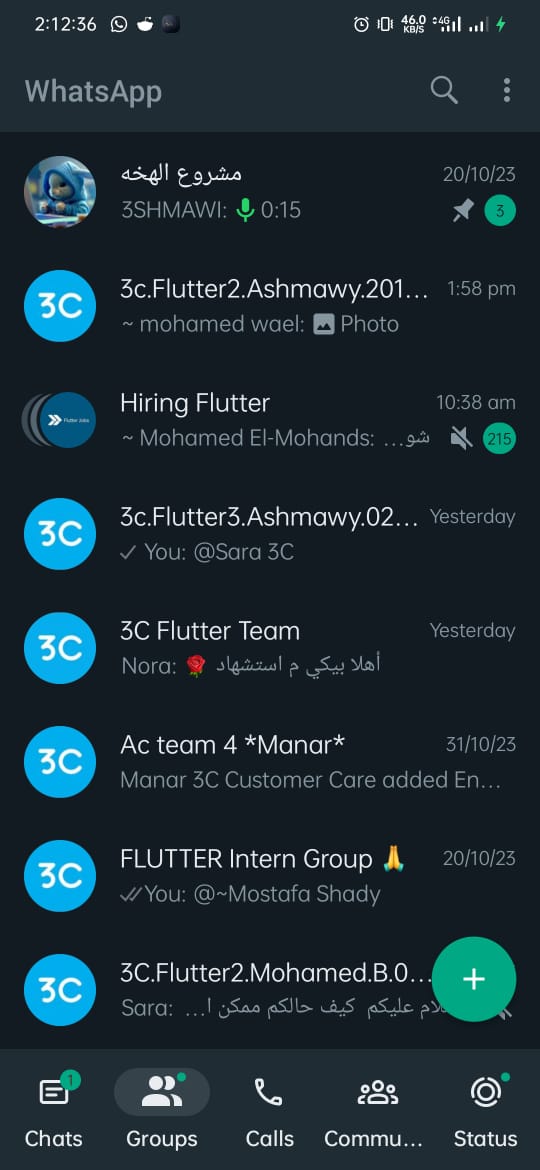 2:12:36
46.0 KB/S 4G
WhatsApp
مشروع الهخه
20/10/23
3SHMAWI: 0:15
3
3C
3c.Flutter2.Ashmawy.201...
1:58 pm
~ mohamed wael: Photo
Flutter Jobs
Hiring Flutter
10:38 am
~ Mohamed El-Mohands: شو...
215
3C
3c.Flutter3.Ashmawy.02...
Yesterday
You: @Sara 3C
3C
3C Flutter Team
Yesterday
Nora: 🌹 أهلا بيكي م استشهاد
3C
Ac team 4 *Manar*
31/10/23
Manar 3C Customer Care added En...
3C
FLUTTER Intern Group 🙏
20/10/23
You: @~Mostafa Shady
3C
3C.Flutter2.Mohamed.B.0...
Sara: ...لام عليكم كيف حالكم ممكن ا
+
1
Chats
Groups
Calls
Commu...
Status